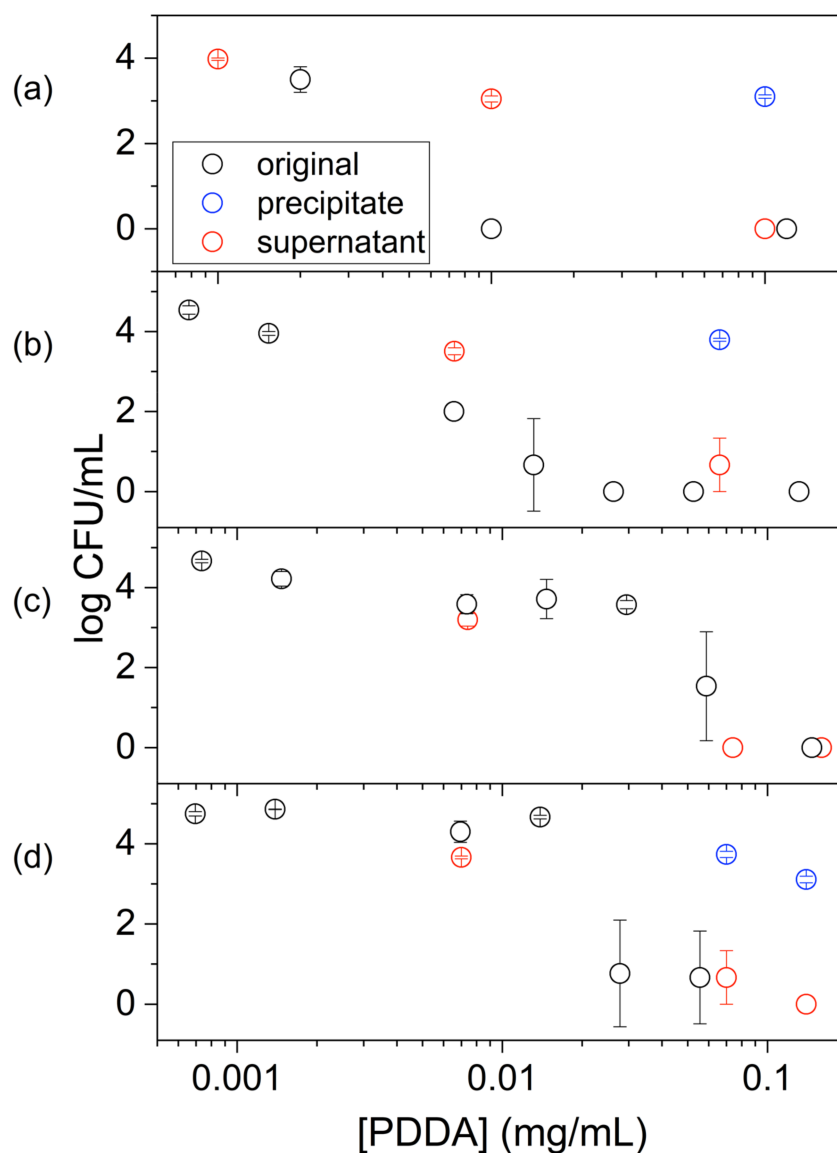 (a)
4
2
0
original
precipitate
supernatant
(b)
4
2
0
(c)
4
2
0
(d)
4
2
0
log CFU/mL
0.001 0.01 0.1
[PDDA] (mg/mL)